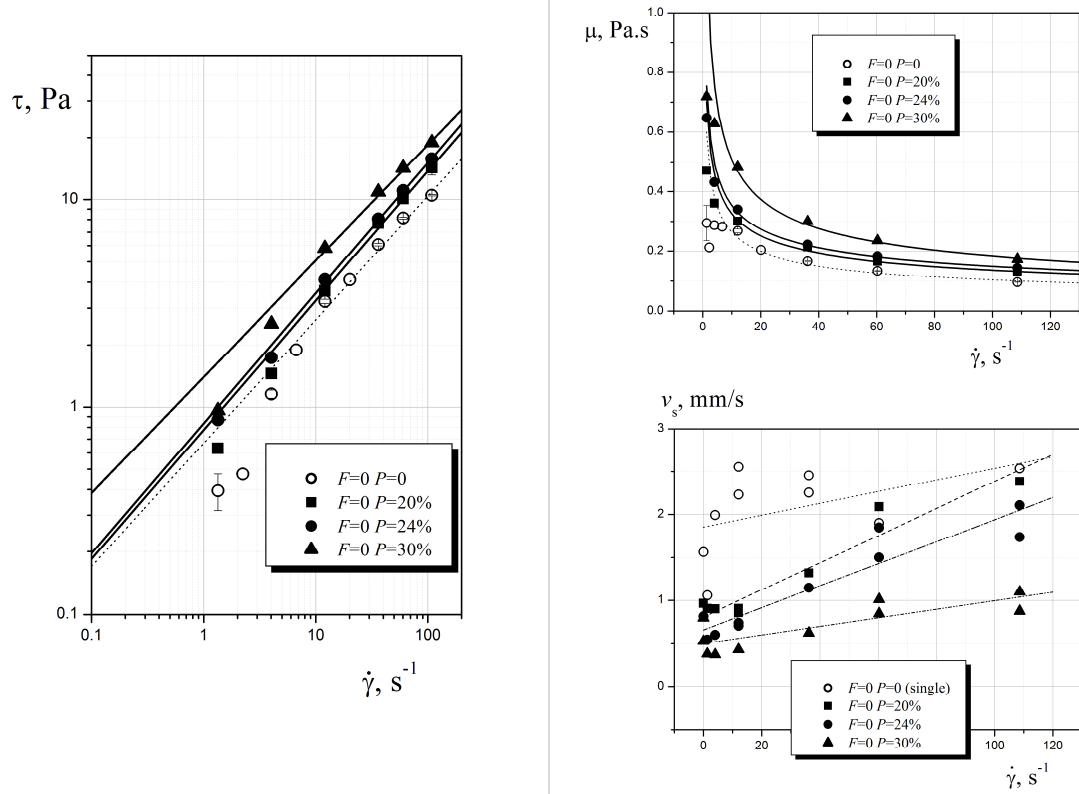 τ, Pa
10
1
0.1
0.1
1
10
100
γ̇, s⁻¹
F=0 P=0
F=0 P=20%
F=0 P=24%
F=0 P=30%
μ, Pa.s
1.0
0.8
0.6
0.4
0.2
0.0
0
20
40
60
80
100
120
γ̇, s⁻¹
F=0 P=0
F=0 P=20%
F=0 P=24%
F=0 P=30%
vₛ, mm/s
3
2
1
0
0
20
100
120
γ̇, s⁻¹
F=0 P=0 (single)
F=0 P=20%
F=0 P=24%
F=0 P=30%